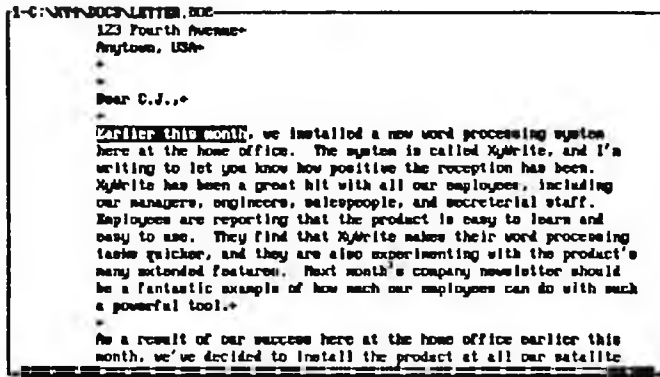 1-C:\XYW\DOCS\LETTER.DOC
123 Fourth Avenue
Anytown, USA
Dear C.J.,
Earlier this month, we installed a new word processing system
here at the home office. The system is called XyWrite, and I'm
writing to let you know how positive the reception has been.
XyWrite has been a great hit with all our employees, including
our managers, engineers, salespeople, and secreterial staff.
Employees are reporting that the product is easy to learn and
easy to use. They find that XyWrite makes their word processing
tasks quicker, and they are also experimenting with the product's
many extended features. Next month's company newsletter should
be a fantastic example of how much our employees can do with such
a powerful tool.
As a result of our success here at the home office earlier this
month, we've decided to install the product at all our satalite